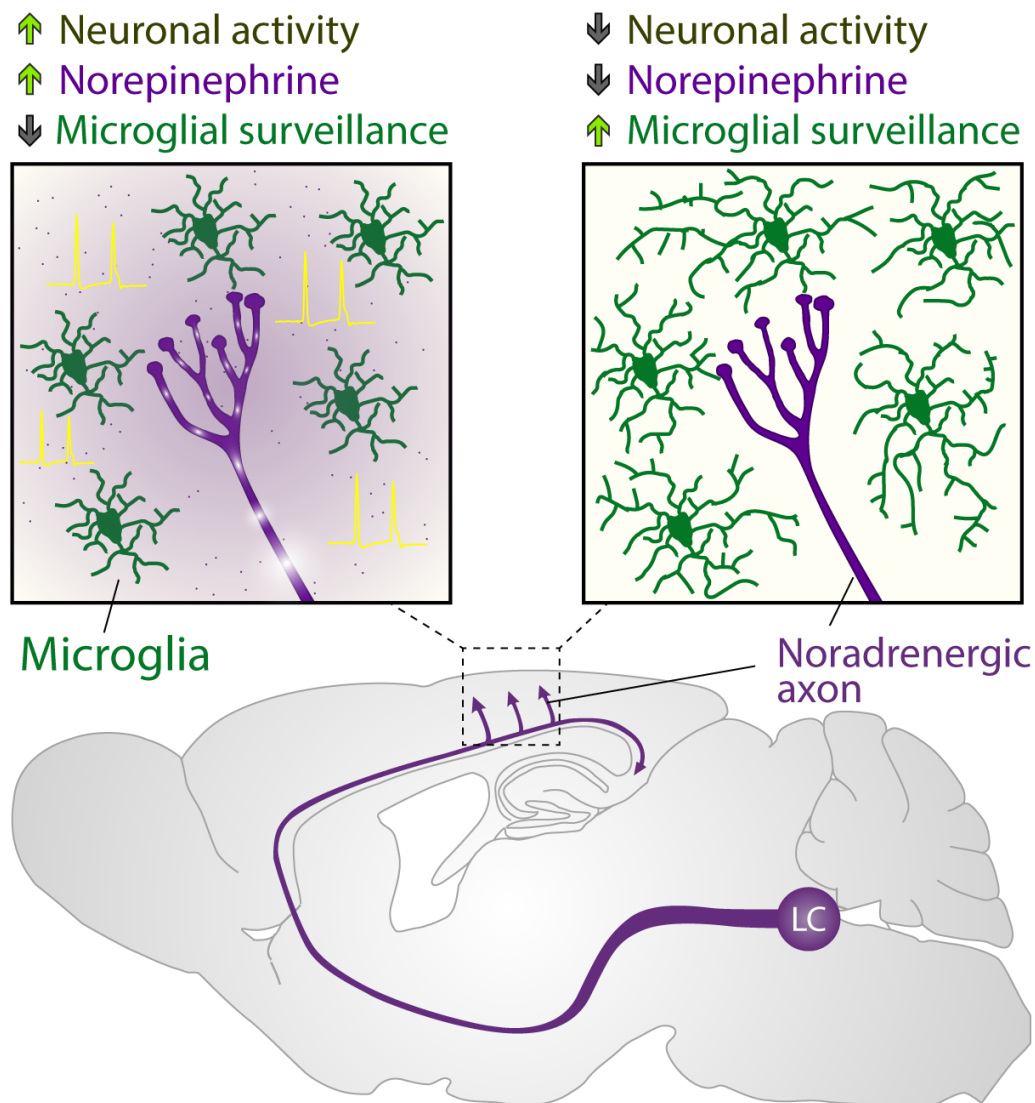 Neuronal activity
Norepinephrine
Microglial surveillance
Neuronal activity
Norepinephrine
Microglial surveillance
Microglia
Noradrenergic
axon
LC